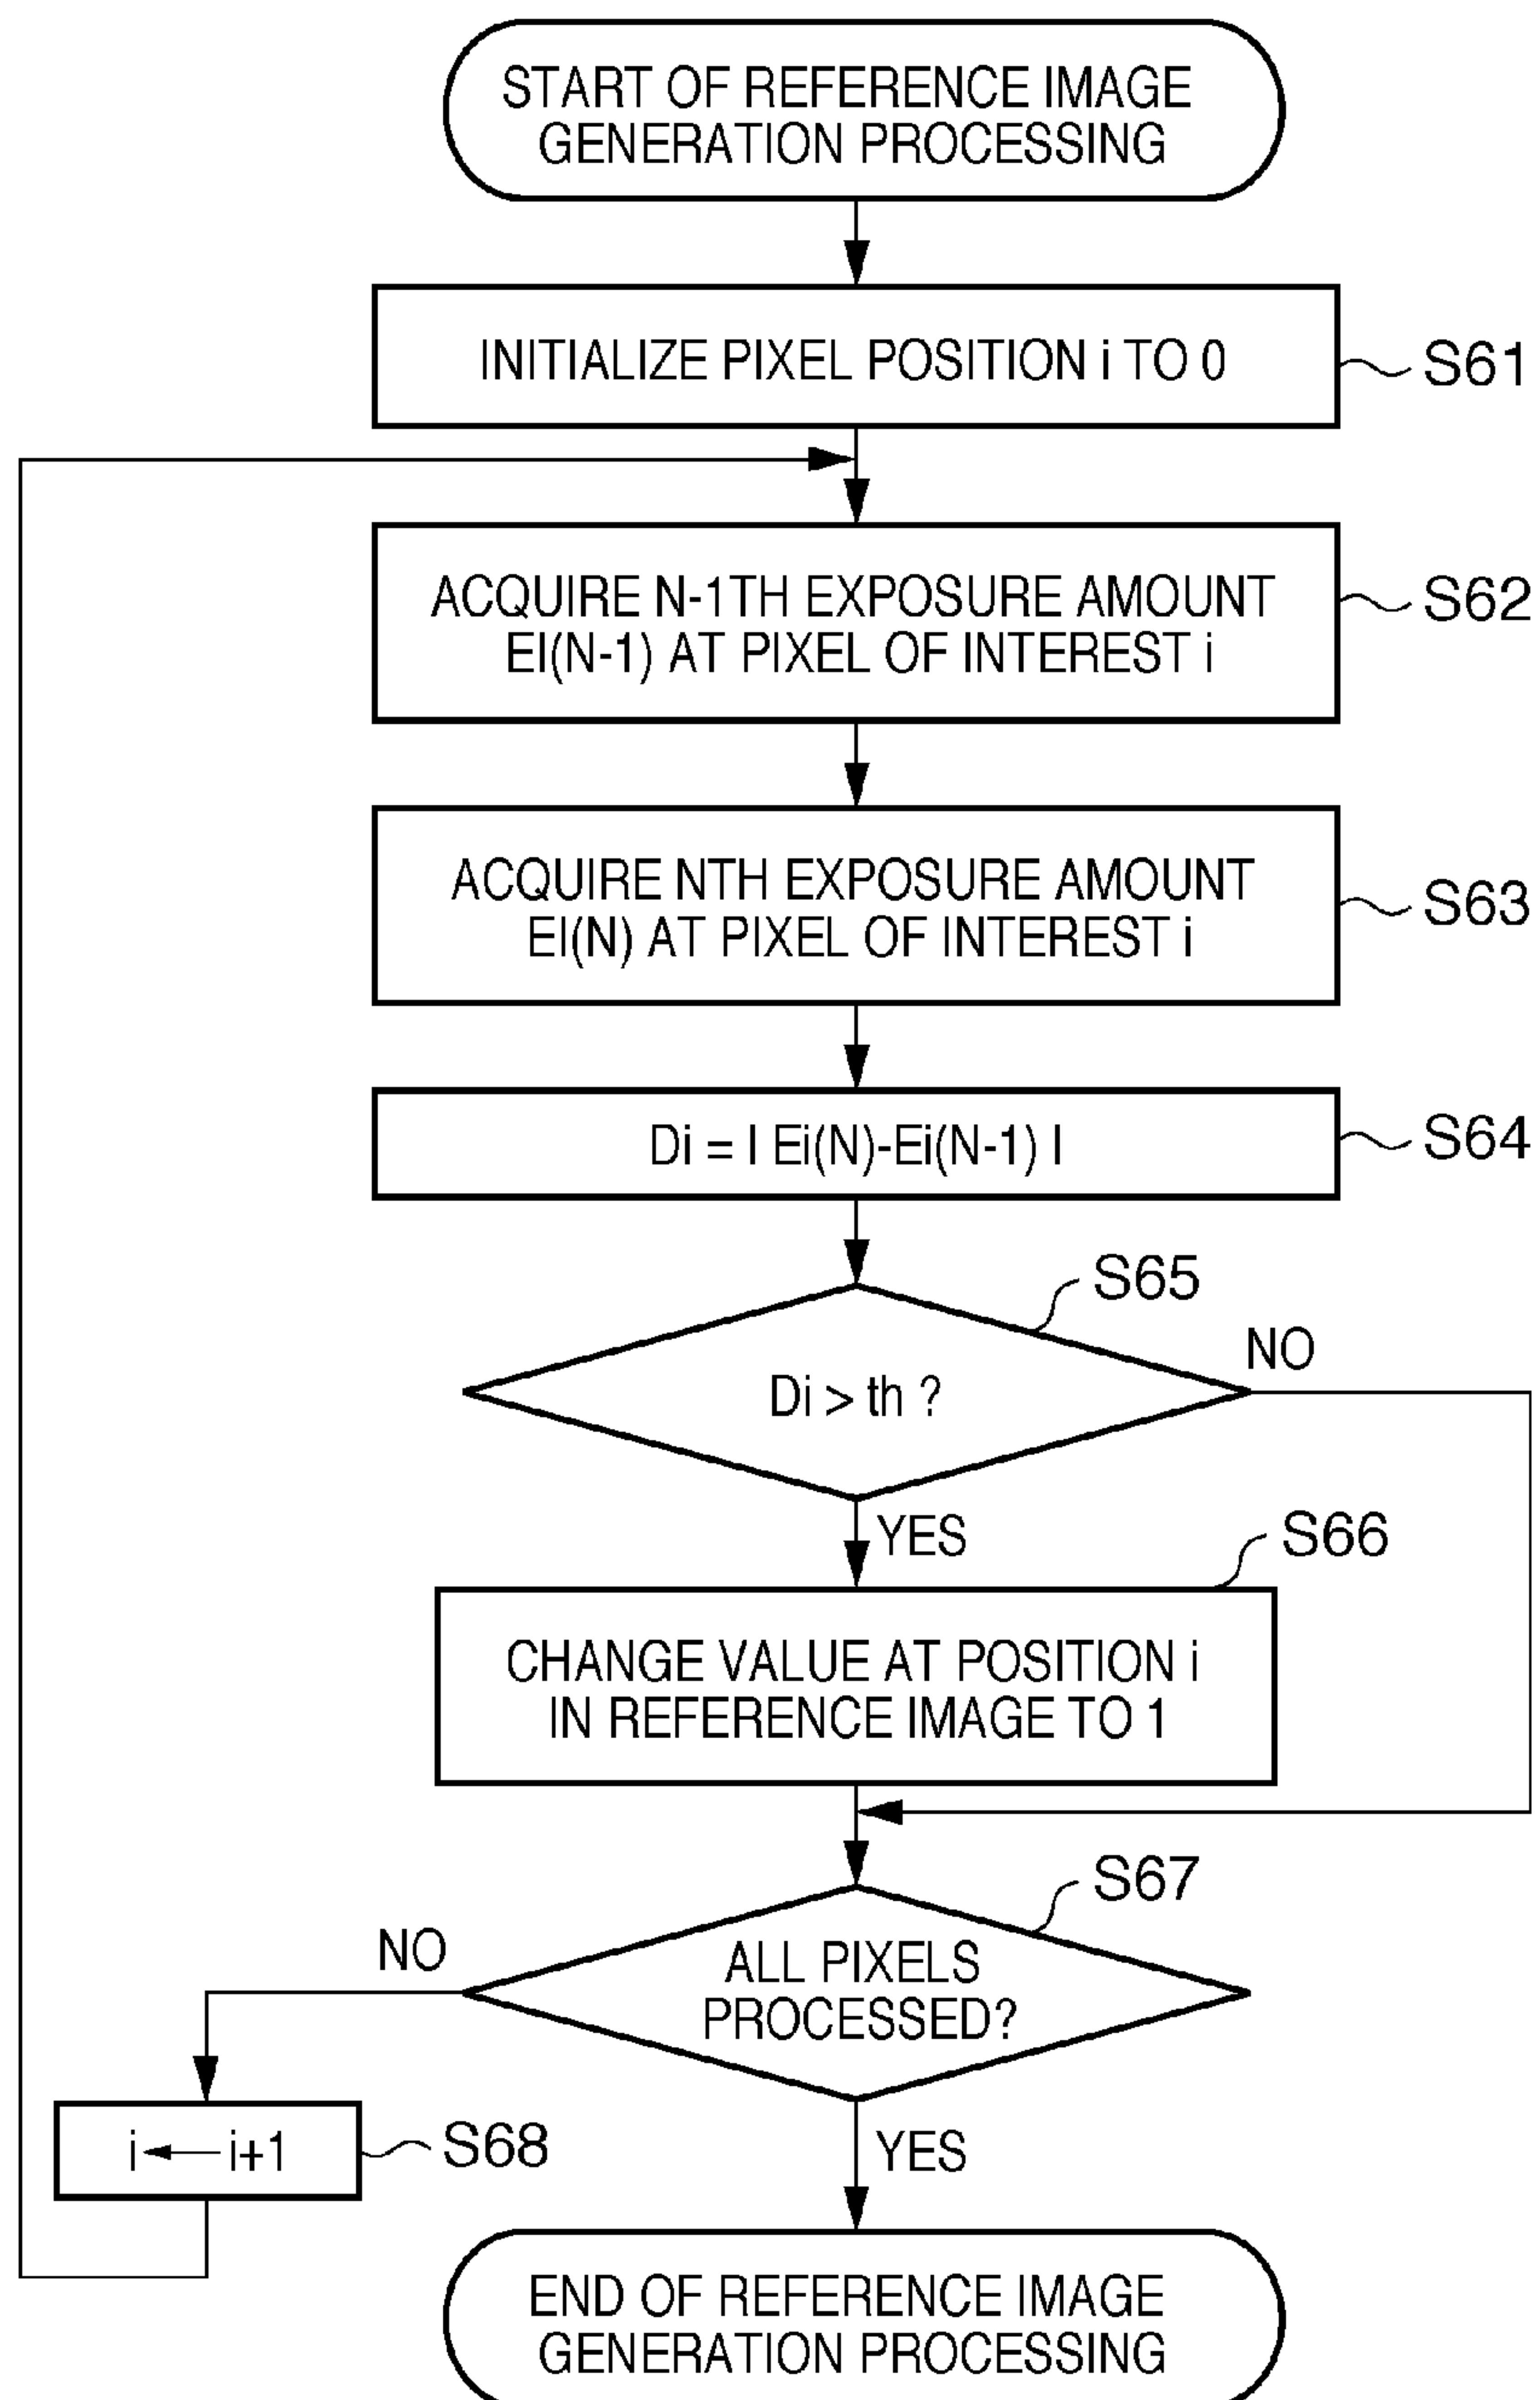 START OF REFERENCE IMAGE
GENERATION PROCESSING
INITIALIZE PIXEL POSITION i TO 0
S61
ACQUIRE N-1TH EXPOSURE AMOUNT
EI(N-1) AT PIXEL OF INTEREST i
S62
ACQUIRE NTH EXPOSURE AMOUNT
EI(N) AT PIXEL OF INTEREST i
S63
Di = | Ei(N)-Ei(N-1) |
S64
S65
NO
Di > th ?
YES
S66
CHANGE VALUE AT POSITION i
IN REFERENCE IMAGE TO 1
S67
NO
ALL PIXELS
PROCESSED?
i ← i+1
S68
YES
END OF REFERENCE IMAGE
GENERATION PROCESSING